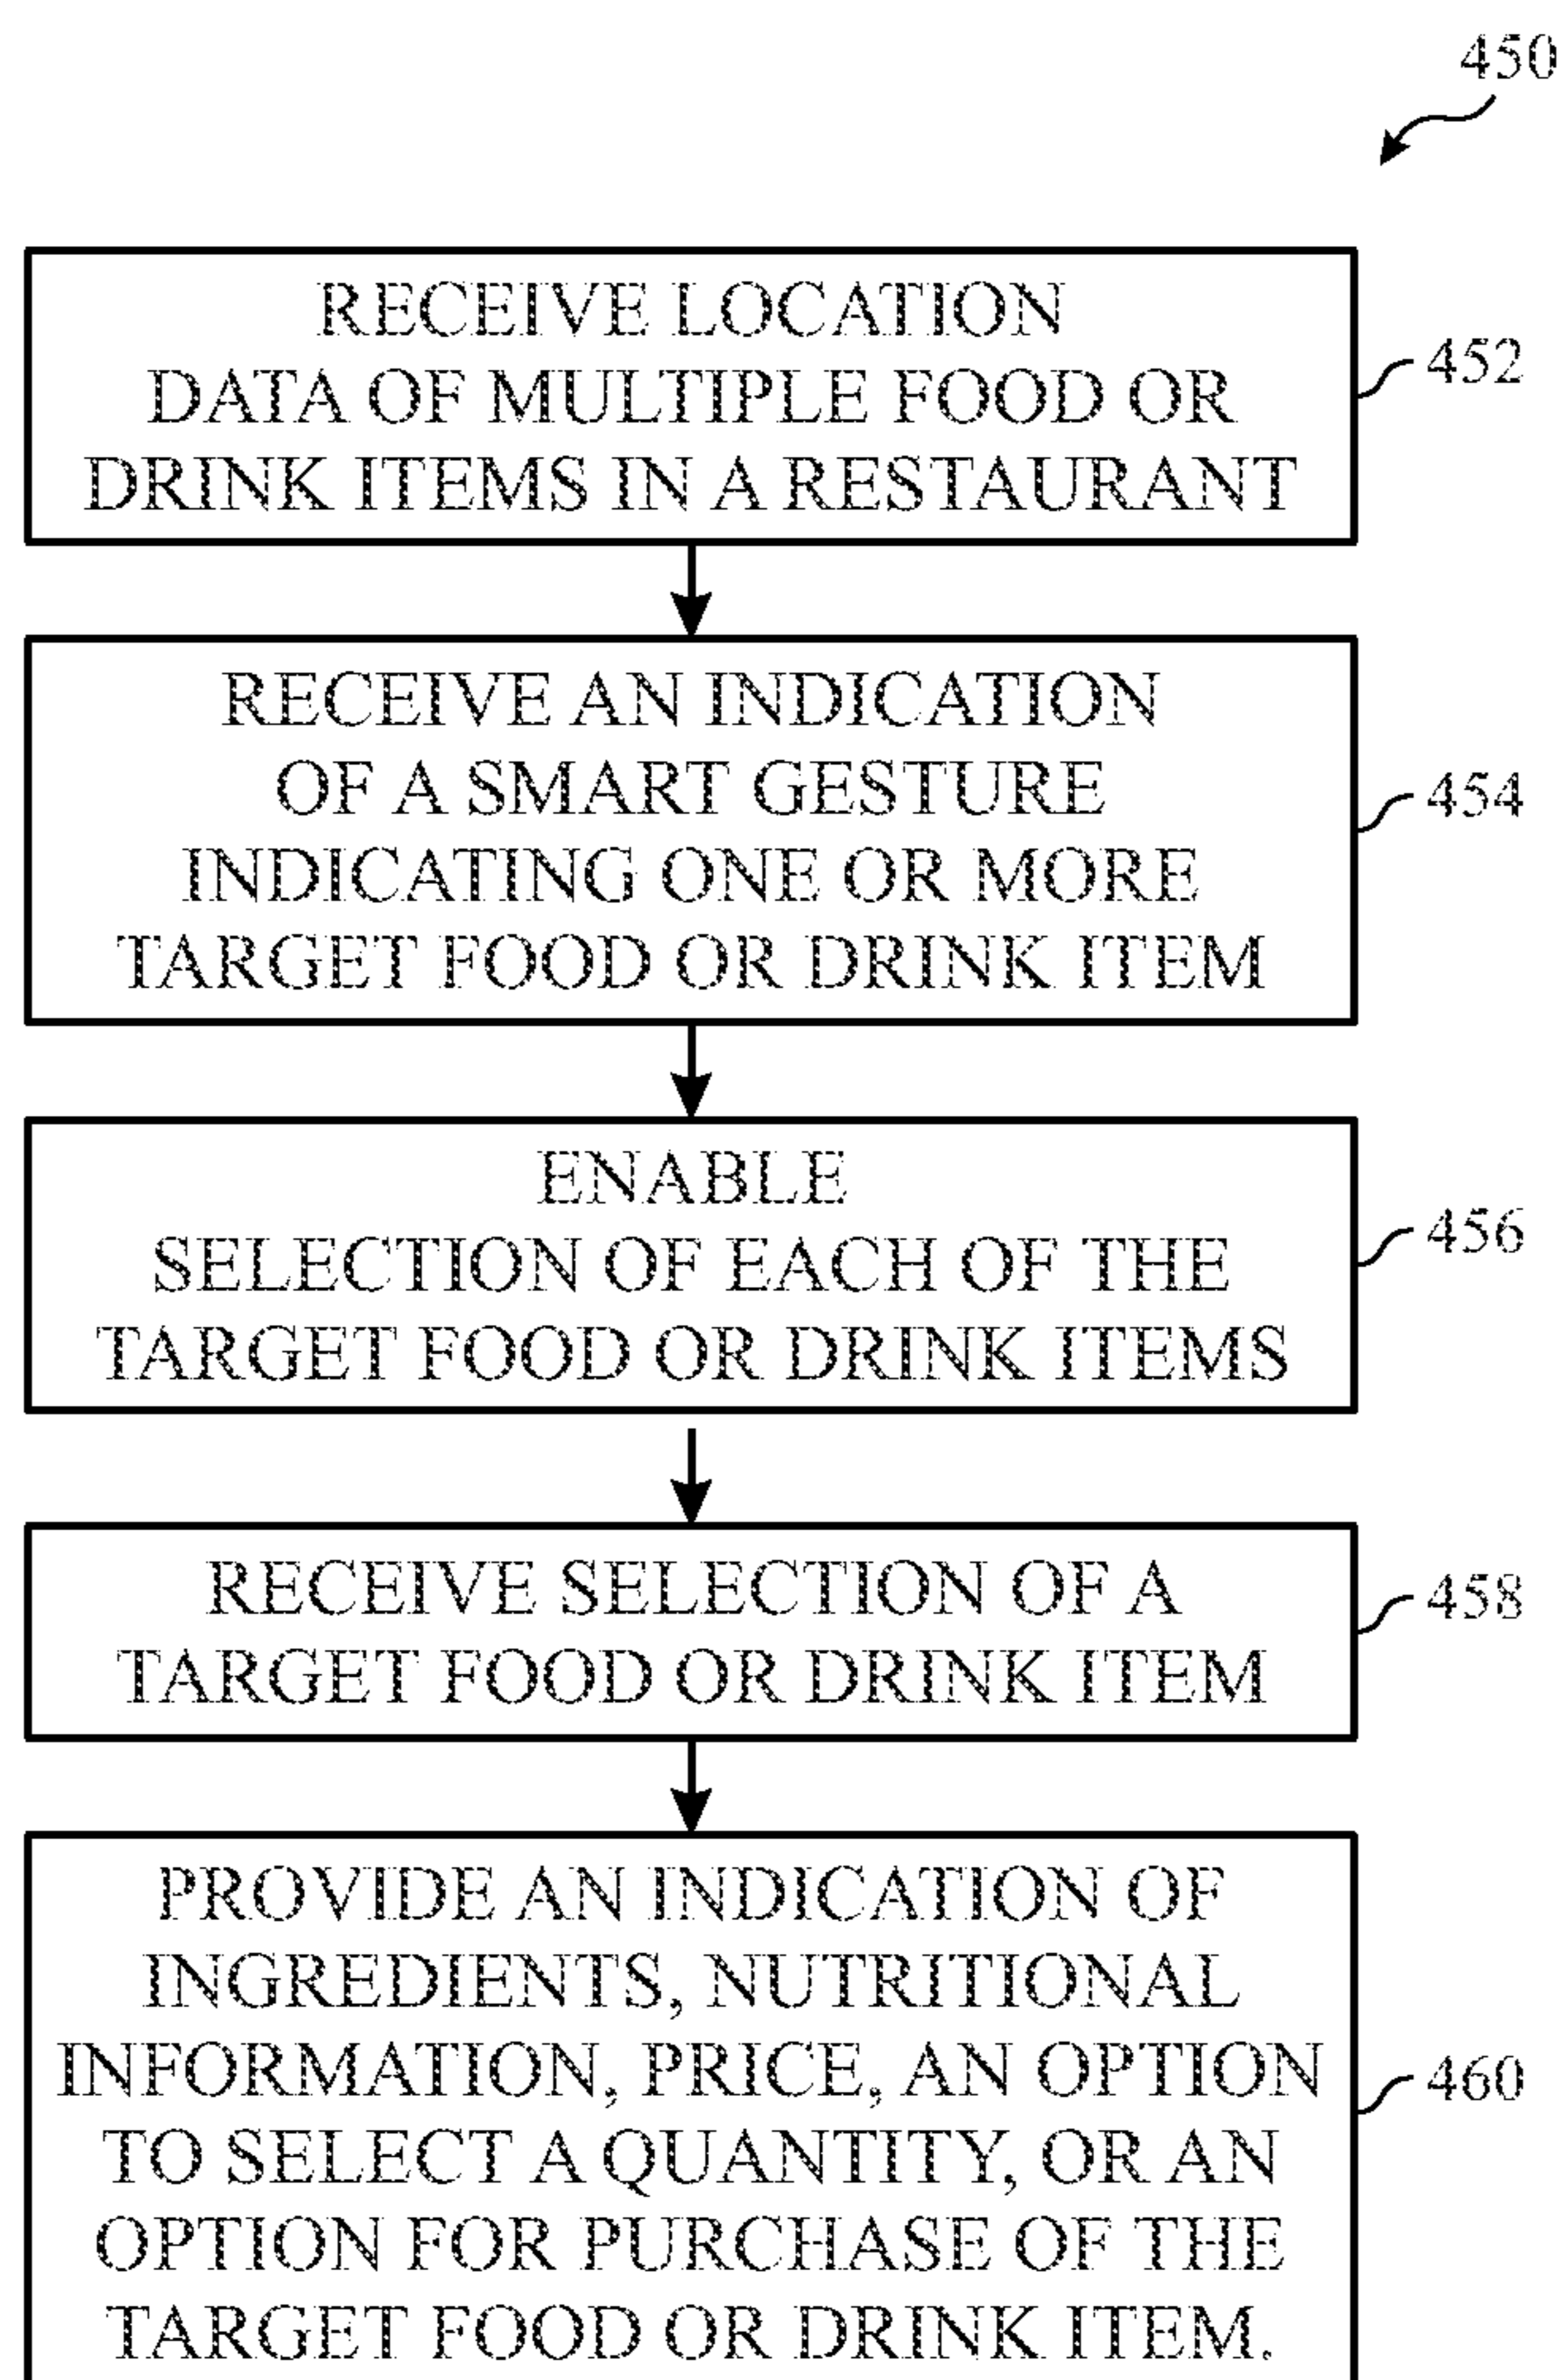 450
RECEIVE LOCATION
DATA OF MULTIPLE FOOD OR
DRINK ITEMS IN A RESTAURANT
452
RECEIVE AN INDICATION
OF A SMART GESTURE
INDICATING ONE OR MORE
TARGET FOOD OR DRINK ITEM
454
ENABLE
SELECTION OF EACH OF THE
TARGET FOOD OR DRINK ITEMS
456
RECEIVE SELECTION OF A
TARGET FOOD OR DRINK ITEM
458
PROVIDE AN INDICATION OF
INGREDIENTS, NUTRITIONAL
INFORMATION, PRICE, AN OPTION
TO SELECT A QUANTITY, OR AN
OPTION FOR PURCHASE OF THE
TARGET FOOD OR DRINK ITEM.
460